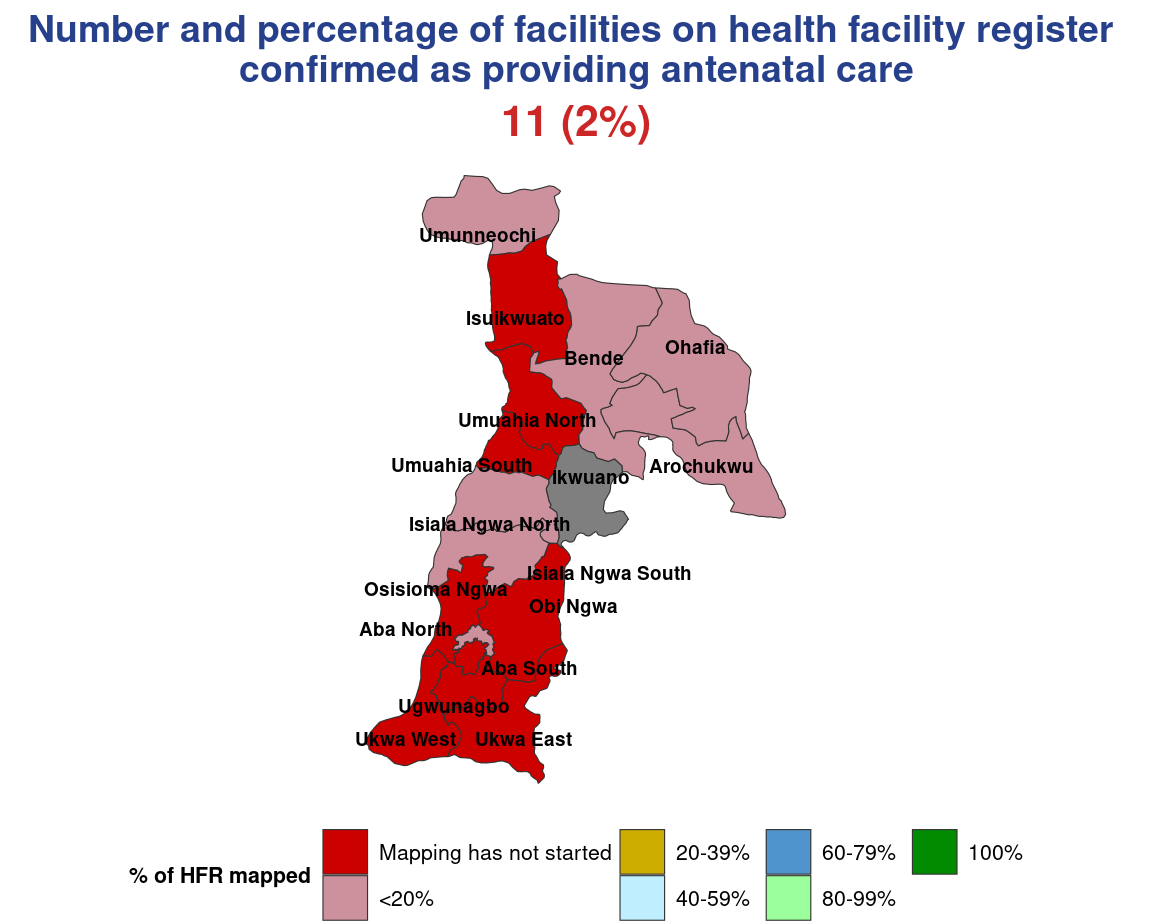 Number and percentage of facilities on health facility register
confirmed as providing antenatal care
11 (2%)
Umunneochi
Isuikwuato
Ohafia
Bende
Umuahia North
Umuahia South
Arochukwu
Ikwuano
Isiala Ngwa North
Isiala Ngwa South
Osisioma Ngwa
Obi Ngwa
Aba North
Aba South
Ugwunagbo
Ukwa West
Ukwa East
% of HFR mapped
Mapping has not started
<20%
20-39%
40-59%
60-79%
80-99%
100%